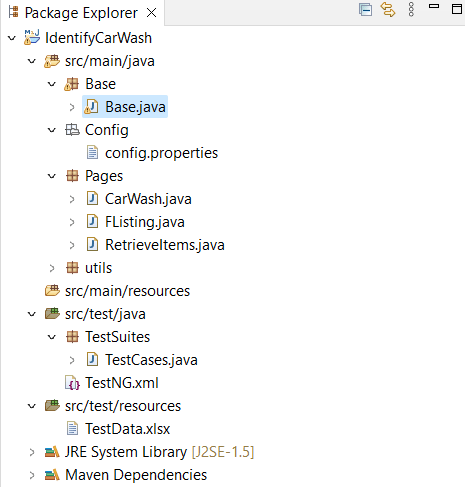 Package Explorer
IdentifyCarWash
src/main/java
Base
Base.java
Config
config.properties
Pages
CarWash.java
FListing.java
RetrieveItems.java
utils
src/main/resources
src/test/java
TestSuites
TestCases.java
TestNG.xml
src/test/resources
TestData.xlsx
JRE System Library [J2SE-1.5]
Maven Dependencies